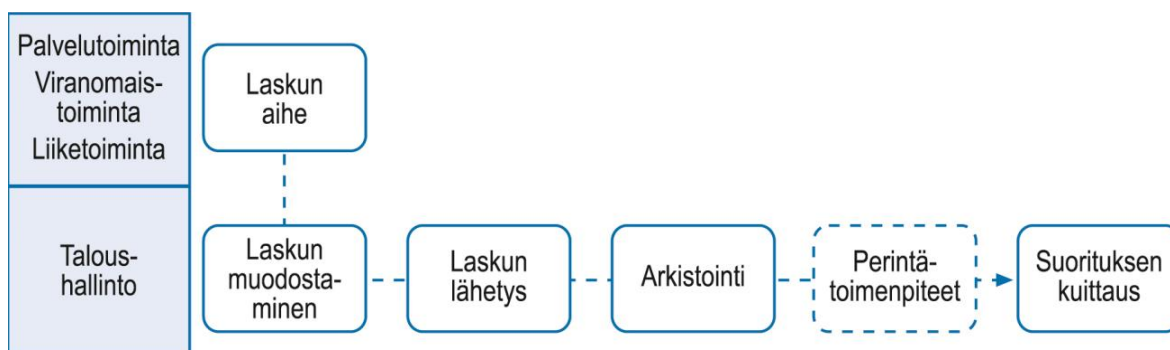 Palvelutoiminta
Viranomais-
toiminta
Liiketoiminta
Laskun
aihe
Talous-
hallinto
Laskun
muodosta-
minen
Laskun
lähetys
Arkistointi
Perintä-
toimenpiteet
Suorituksen
kuittaus